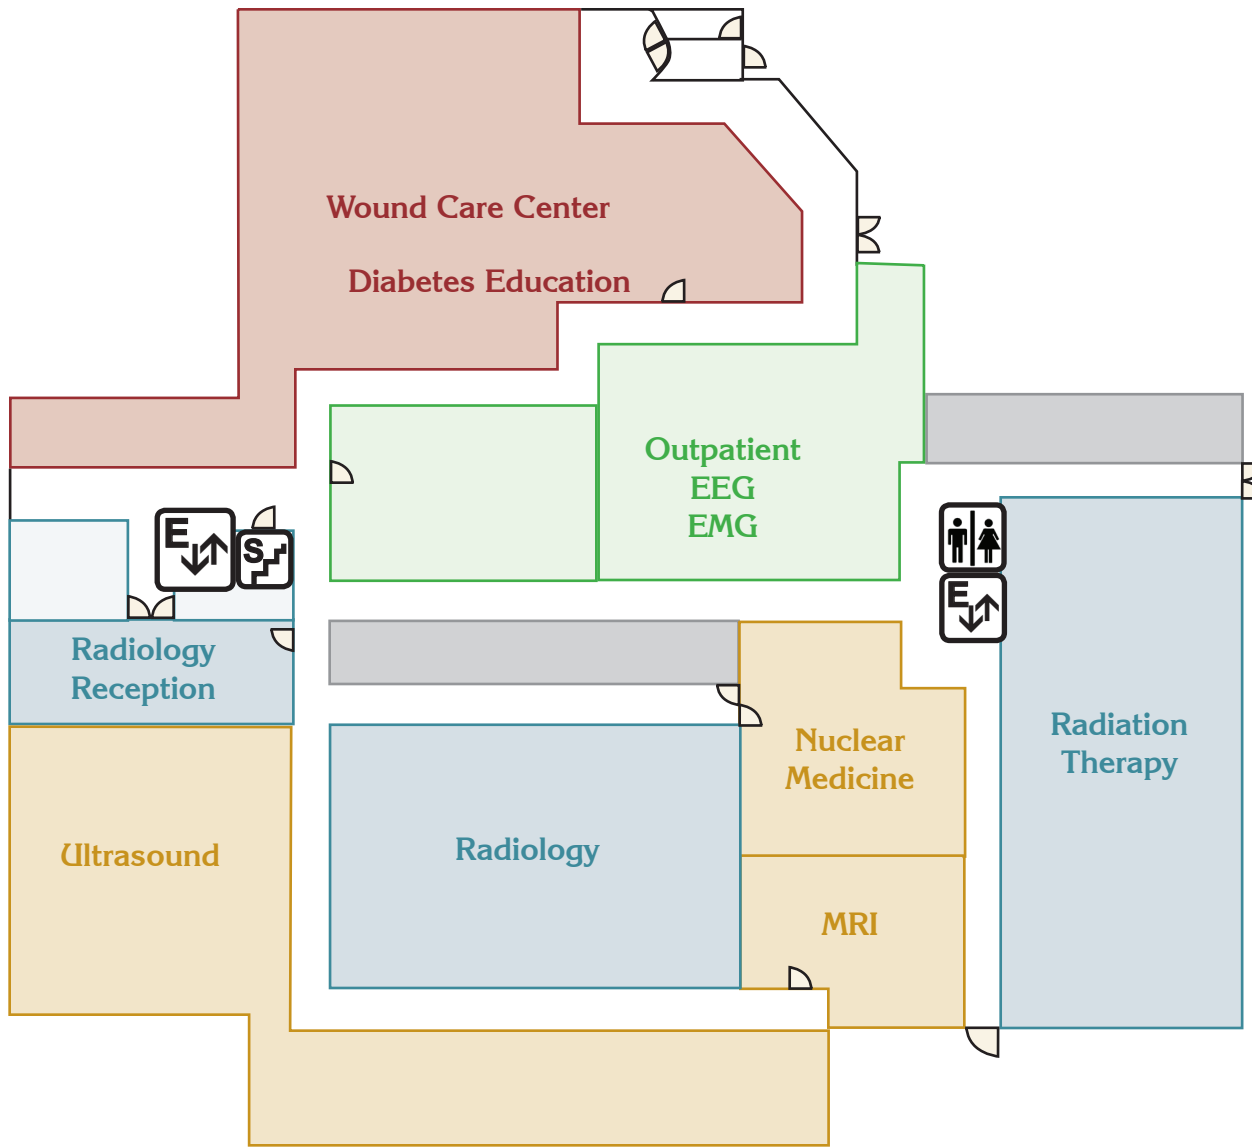 Wound Care Center
Diabetes Education
Outpatient
EEG
EMG
E
S
E
Radiology
Reception
Nuclear
Medicine
Radiation
Therapy
Ultrasound
Radiology
MRI